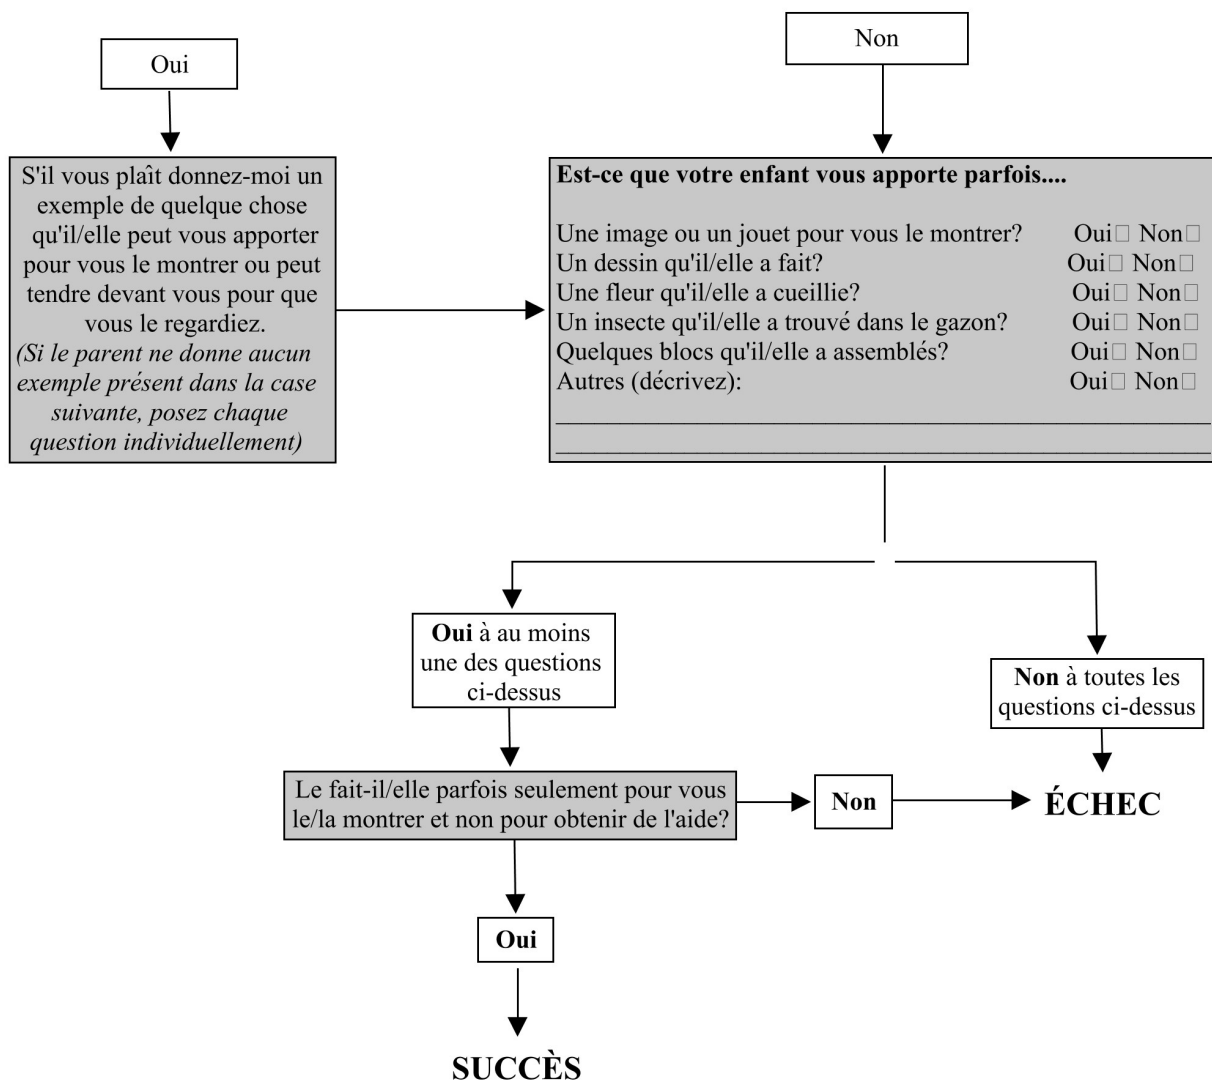 Oui
Non
S'il vous plaît donnez-moi un
exemple de quelque chose
qu'il/elle peut vous apporter
pour vous le montrer ou peut
tendre devant vous pour que
vous le regardiez.
(Si le parent ne donne aucun
exemple présent dans la case
suivante, posez chaque
question individuellement)
Est-ce que votre enfant vous apporte parfois....
Une image ou un jouet pour vous le montrer? Oui□ Non□
Un dessin qu'il/elle a fait? Oui□ Non□
Une fleur qu'il/elle a cueillie? Oui□ Non□
Un insecte qu'il/elle a trouvé dans le gazon? Oui□ Non□
Quelques blocs qu'il/elle a assemblés? Oui□ Non□
Autres (décrivez): Oui□ Non□
Oui à au moins
une des questions
ci-dessus
Non à toutes les
questions ci-dessus
Le fait-il/elle parfois seulement pour vous
le/la montrer et non pour obtenir de l'aide?
Non
ÉCHEC
Oui
SUCCÈS